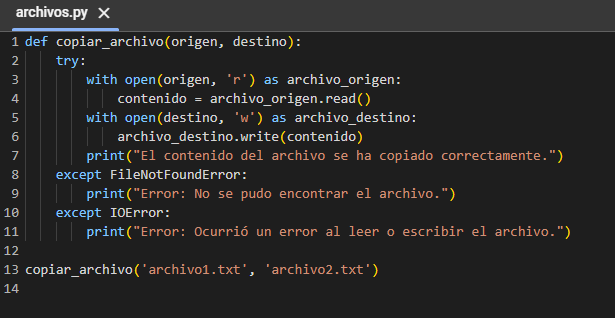 archivos.py ×
1 def copiar_archivo(origen, destino):
2     try:
3         with open(origen, 'r') as archivo_origen:
4             contenido = archivo_origen.read()
5         with open(destino, 'w') as archivo_destino:
6             archivo_destino.write(contenido)
7         print("El contenido del archivo se ha copiado correctamente.")
8     except FileNotFoundError:
9         print("Error: No se pudo encontrar el archivo.")
10     except IOError:
11         print("Error: Ocurrió un error al leer o escribir el archivo.")
12
13 copiar_archivo('archivo1.txt', 'archivo2.txt')
14